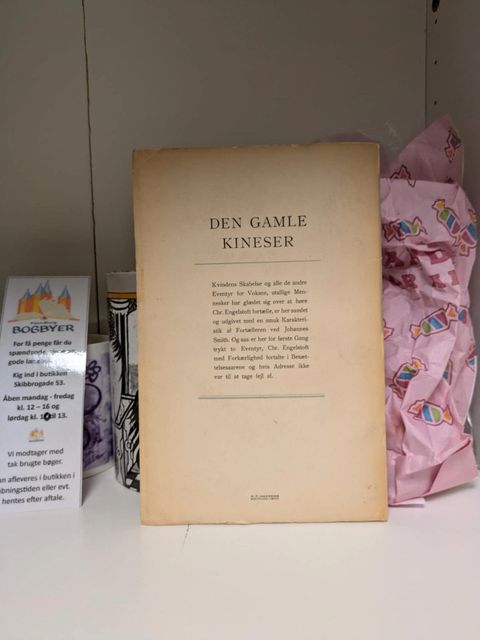 DEN GAMLE
KINESER
Kvindens Skabelse og alle de andre
Eventyr for Voksne, utallige Men-
nesker har glædet sig over at høre
Chr. Engelstoft fortælle, er her samlet
og udgivet med en smuk Karakteri-
stik af Fortælleren ved Johannes
Smith. Og saa er her for første Gang
trykt to Eventyr, Chr. Engelstoft
med Forkærlighed fortalte i Besæt-
telsesaarene og hvis Adresse ikke
var til at tage fejl af.
BOGBYER
For få penge får du
gode
Kig ind i butikken
Skibbrogade 53.
Åben mandag - fredag
kl. 12 – 16 og
lørdag kl. 10 til 13.
Vi modtager med
tak brugte bøger.
afleveres i butikken i
bningstiden eller evt.
hentes efter aftale.